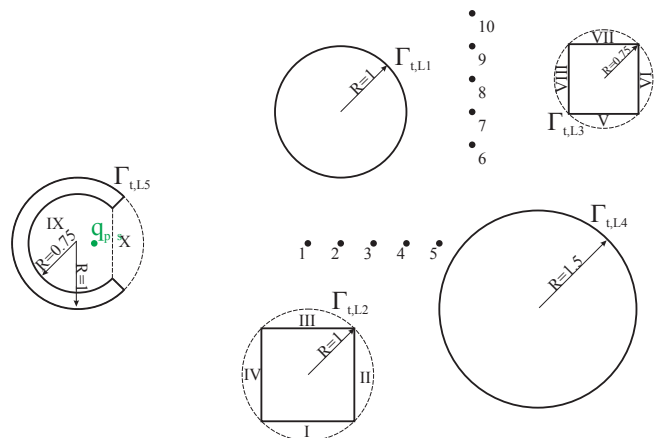 10
9
8
7
6
Γt,L1
R=1
VII
VIII
R=0.75
VI
V
Γt,L3
Γt,L5
IX
qp s
X
R=0.75
R=1
1 2 3 4 5
Γt,L4
R=1.5
Γt,L2
III
R=1
IV
II
I